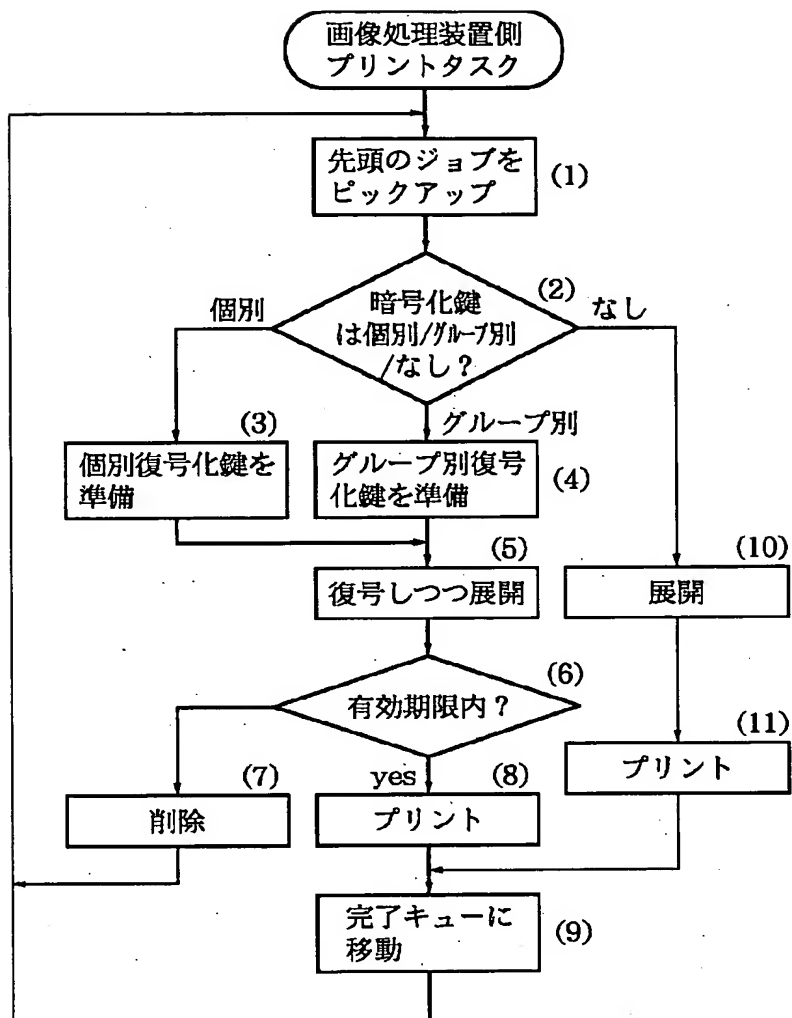 画像処理装置側
プリントタスク
先頭のジョブを
ピックアップ
(1)
(2)
暗号化鍵
は個別/グループ別
/なし?
個別
なし
グループ別
(3)
個別復号化鍵を
準備
グループ別復号
化鍵を準備
(4)
(5)
復号しつつ展開
(10)
展開
(6)
有効期限内?
(7)
削除
yes
(8)
プリント
(11)
プリント
完了キューに
移動
(9)